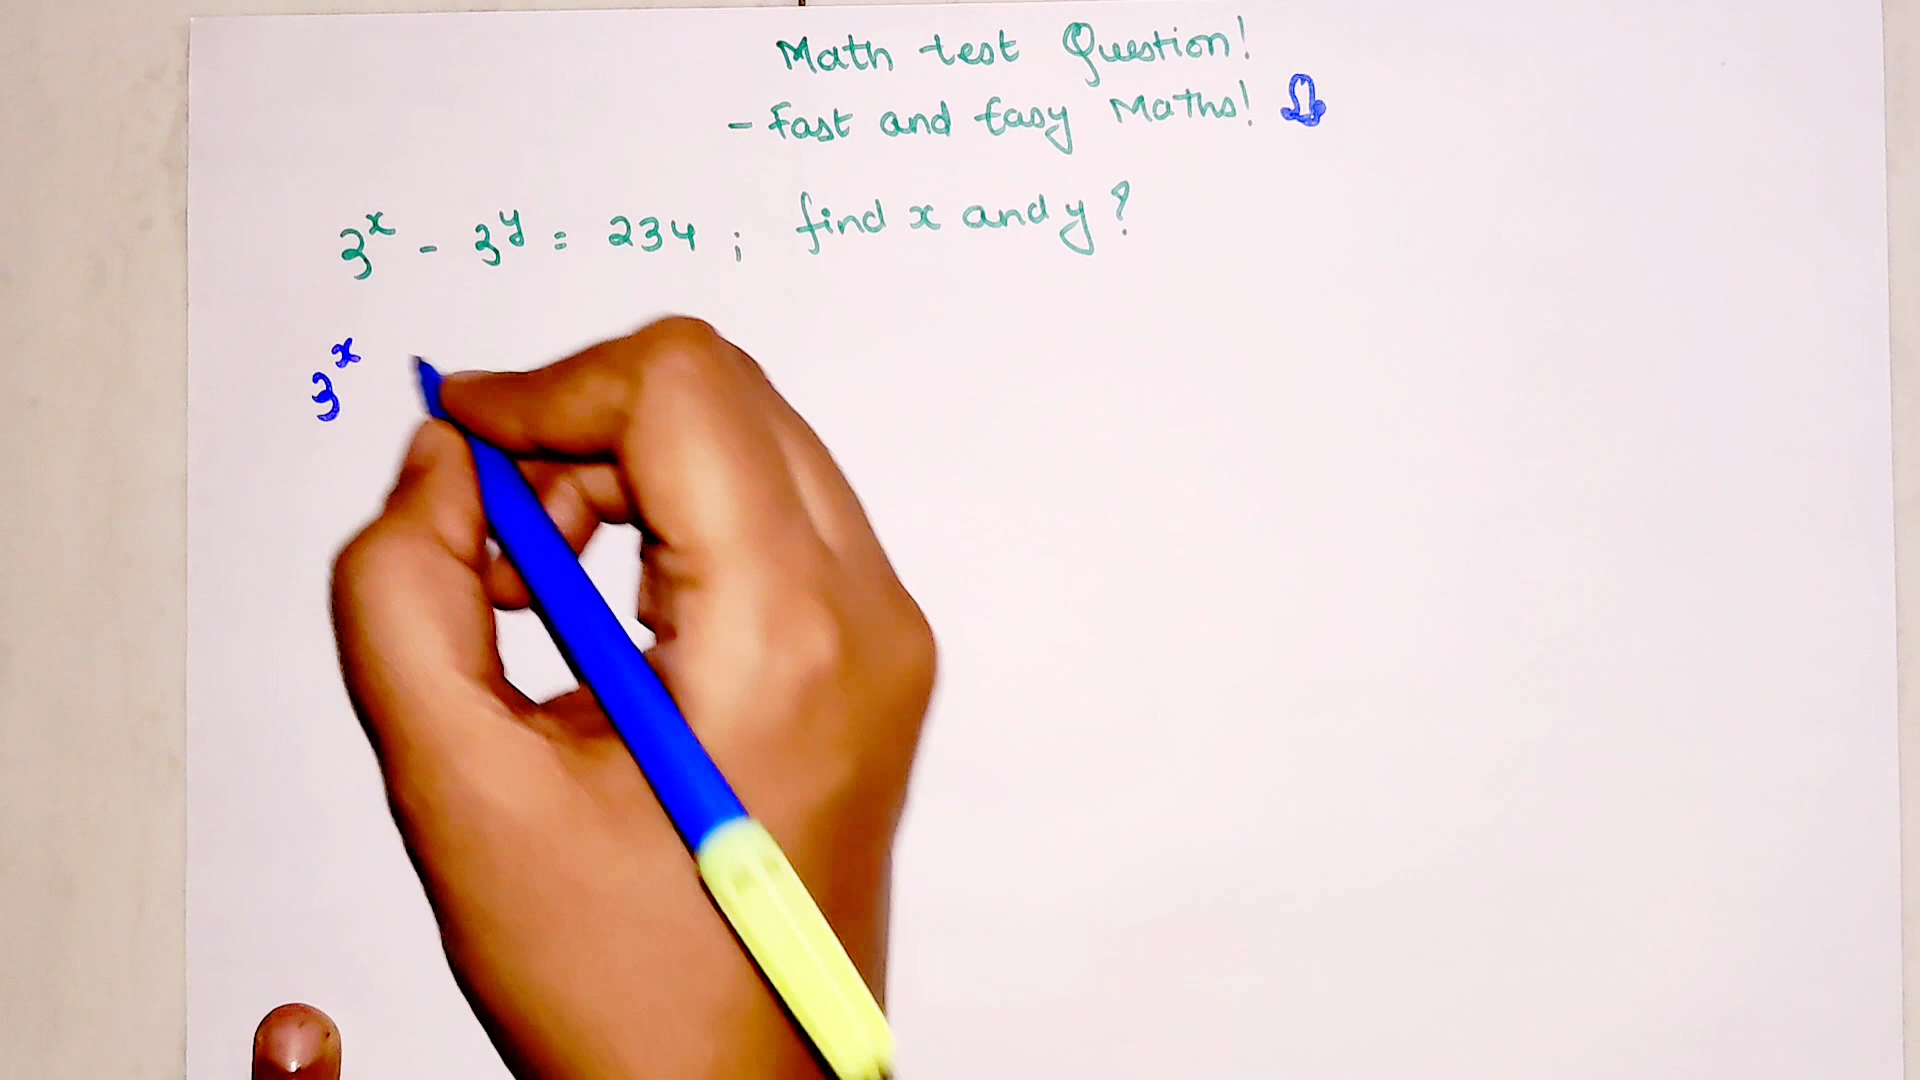 Math test Question!
- Fast and Easy Maths!
3^x - 3^y = 234 ; find x and y ?
3^x